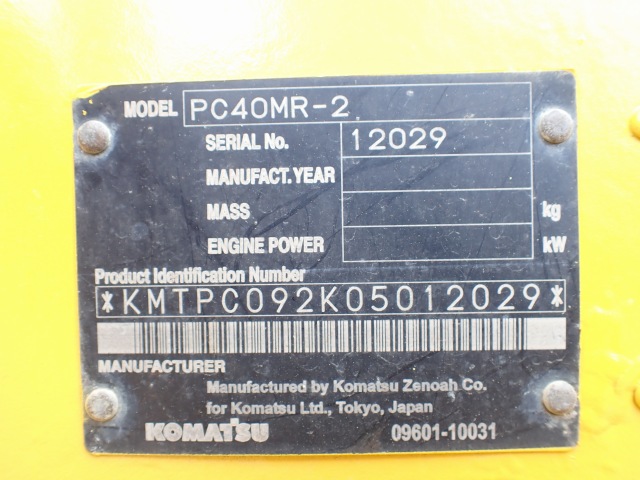 MODEL PC40MR-2
SERIAL No. 12029
MANUFACT. YEAR
MASS kg
ENGINE POWER kW
Product Identification Number
*KMTPC092K05012029*
MANUFACTURER
Manufactured by Komatsu Zenoah Co.
for Komatsu Ltd., Tokyo, Japan
KOMATSU 09601-10031